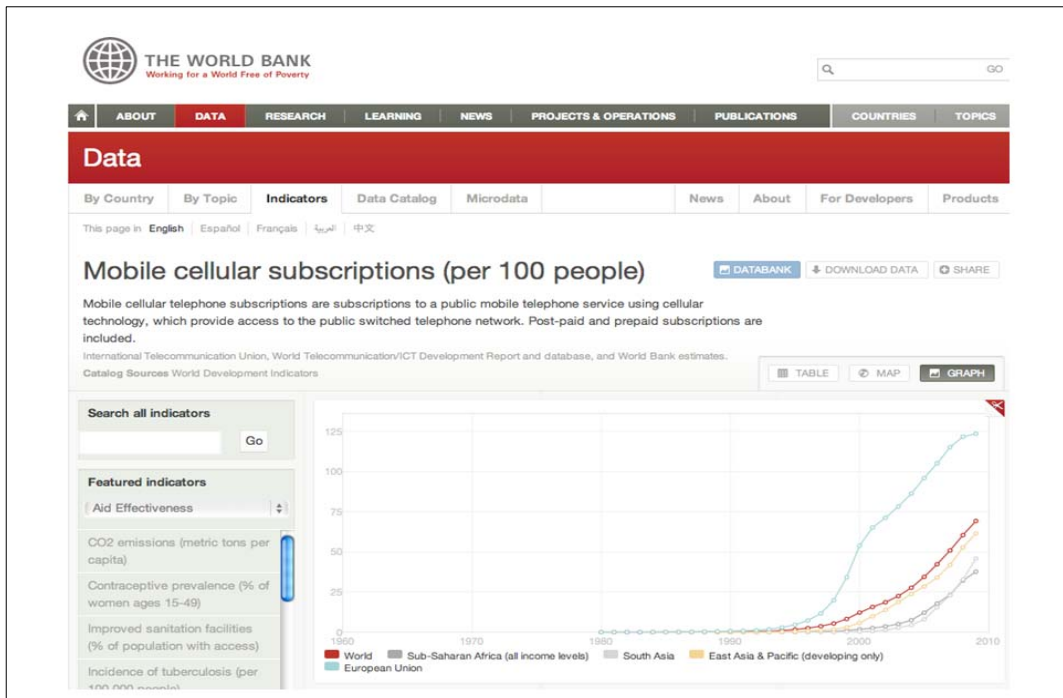 THE WORLD BANK
Working for a World Free of Poverty
GO
ABOUT DATA RESEARCH LEARNING NEWS PROJECTS & OPERATIONS PUBLICATIONS COUNTRIES TOPICS
Data
By Country By Topic Indicators Data Catalog Microdata News About For Developers Products
This page in English Español Français العربية 中文
Mobile cellular subscriptions (per 100 people)
DATABANK DOWNLOAD DATA SHARE
Mobile cellular telephone subscriptions are subscriptions to a public mobile telephone service using cellular
technology, which provide access to the public switched telephone network. Post-paid and prepaid subscriptions are
included.
International Telecommunication Union, World Telecommunication/ICT Development Report and database, and World Bank estimates.
Catalog Sources World Development Indicators
TABLE MAP GRAPH
Search all indicators
Go
Featured indicators
Aid Effectiveness
CO2 emissions (metric tons per
capita)
Contraceptive prevalence (% of
women ages 15-49)
Improved sanitation facilities
(% of population with access)
Incidence of tuberculosis (per
100,000 people)
125
100
75
50
25
0
1960 1970 1980 1990 2000 2010
World Sub-Saharan Africa (all income levels) South Asia East Asia & Pacific (developing only)
European Union